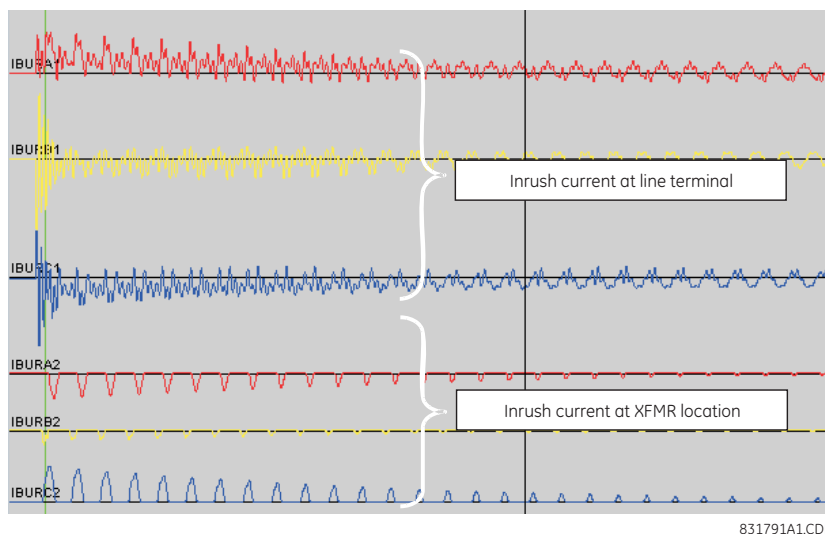 IBURA1
IBURB1
Inrush current at line terminal
IBURC1
IBURA2
Inrush current at XFMR location
IBURB2
IBURC2
831791A1.CD